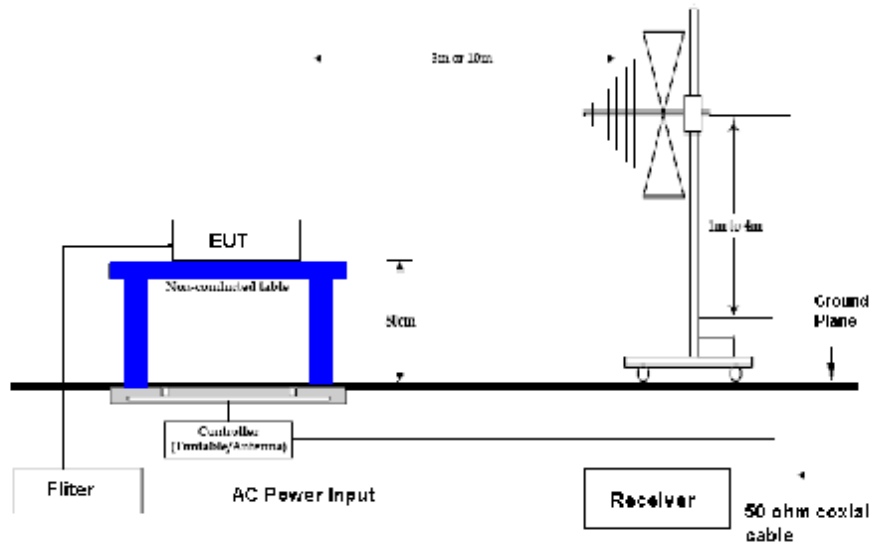 3m or 10m
EUT
Non-conducted table
80cm
1m to 4m
Ground
Plane
Controller
(Turntable/Antenna)
Fliter
AC Power Input
Receiver
50 ohm coxial
cable